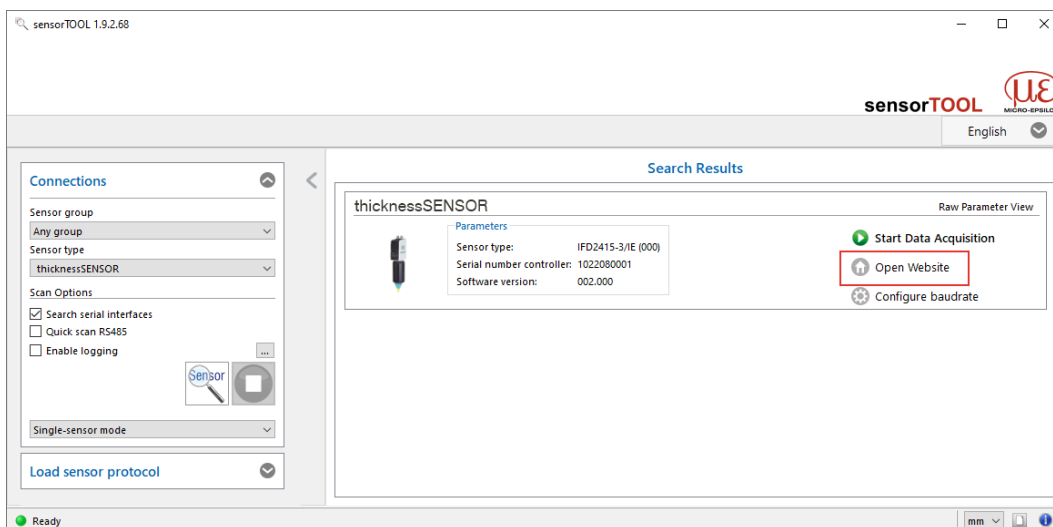 sensorTOOL 1.9.2.68
sensorTOOL
με
MICRO-EPSILO
English
Connections
Sensor group
Any group
Sensor type
thicknessSENSOR
Scan Options
Search serial interfaces
Quick scan RS485
Enable logging
...
Sensor
Single-sensor mode
Load sensor protocol
Search Results
thicknessSENSOR
Raw Parameter View
Parameters
Sensor type: IFD2415-3/IE (000)
Serial number controller: 1022080001
Software version: 002.000
Start Data Acquisition
Open Website
Configure baudrate
Ready
mm